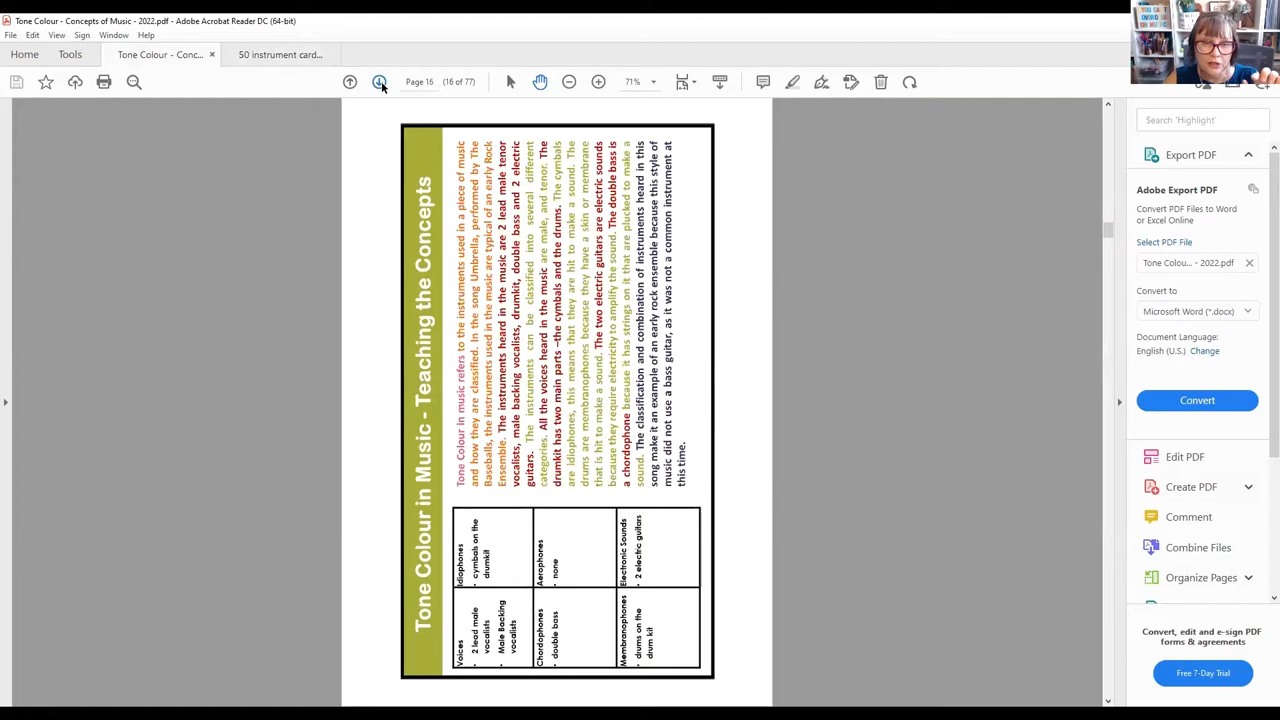 Tone Colour - Concepts of Music - 2022.pdf - Adobe Acrobat Reader DC (64-bit)
File Edit View Sign Window Help
Home Tools Tone Colour - Conc... × 50 instrument card...
Page 16 (16 of 77) 71%
Tone Colour in Music - Teaching the Concepts
Voices
• 2 lead male
vocalists
• Male Backing
vocalists
Idiophones
• cymbals on the
drumkit
Chordophones
• double bass
Aerophones
• none
Membranophones
• drums on the
drum kit
Electronic Sounds
• 2 electric guitars
Tone Colour in music refers to the instruments used in a piece of music
and how they are classified. In the song Umbrella, performed by The
Baseballs, the instruments used in the music are typical of an early Rock
Ensemble. The instruments heard in the music are 2 lead male tenor
vocalists, male backing vocalists, drumkit, double bass and 2 electric
guitars. The instruments can be classified into several different
categories. All the voices heard in the music are male, and tenor. The
drumkit has two main parts –the cymbals and the drums. The cymbals
are idiophones, this means that they are hit to make a sound. The
drums are membranophones because they have a skin or membrane
that is hit to make a sound. The two electric guitars are electric sounds
because they require electricity to amplify the sound. The double bass is
a chordophone because it has strings on it that are plucked to make a
sound. The classification and combination of instruments heard in this
song make it an example of an early rock ensemble because this style of
music did not use a bass guitar, as it was not a common instrument at
this time.
Search 'Highlight'
Export PDF
Adobe Export PDF
Convert PDF Files to Word
or Excel Online
Select PDF File
Tone Colou... - 2022.pdf ×
Convert to
Microsoft Word (*.docx)
Document Language:
English (U.S.) Change
Convert
Edit PDF
Create PDF
Comment
Combine Files
Organize Pages
Convert, edit and e-sign PDF
forms & agreements
Free 7-Day Trial